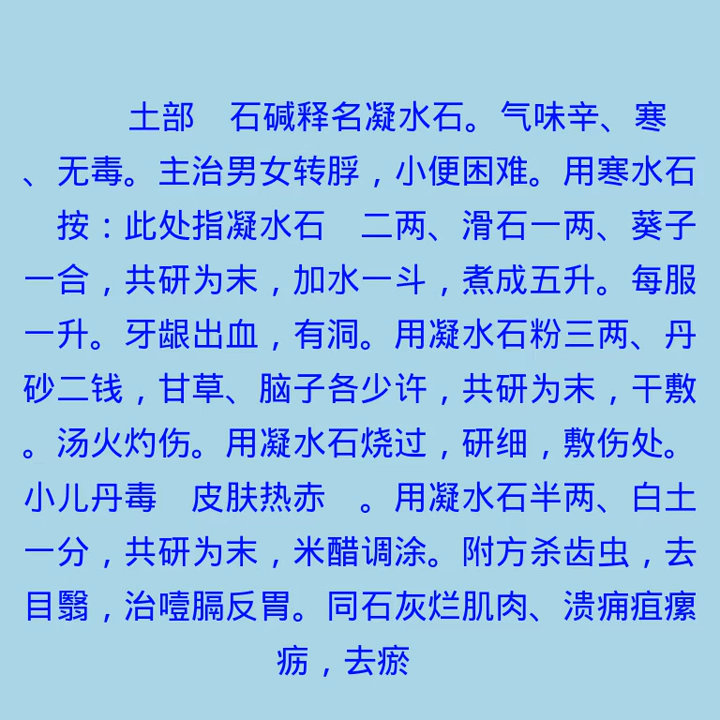 土部　石碱释名凝水石。气味辛、寒
、无毒。主治男女转脬，小便困难。用寒水石
　按：此处指凝水石　二两、滑石一两、葵子
一合，共研为末，加水一斗，煮成五升。每服
一升。牙龈出血，有洞。用凝水石粉三两、丹
砂二钱，甘草、脑子各少许，共研为末，干敷
。汤火灼伤。用凝水石烧过，研细，敷伤处。
小儿丹毒　皮肤热赤　。用凝水石半两、白土
一分，共研为末，米醋调涂。附方杀齿虫，去
目翳，治噎膈反胃。同石灰烂肌肉、溃痈疽瘰
疬，去瘀